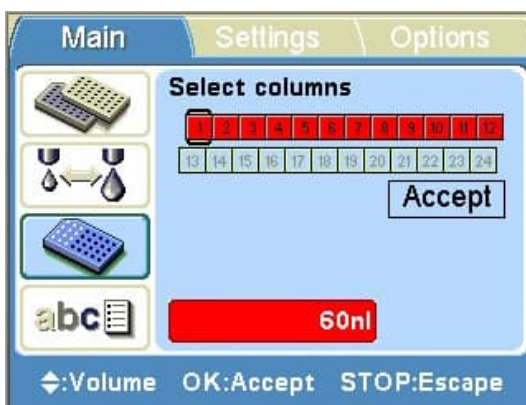 Main Settings Options
Select columns
1 2 3 4 5 6 7 8 9 10 11 12
13 14 15 16 17 18 19 20 21 22 23 24
Accept
abc
60nl
:Volume OK:Accept STOP:Escape